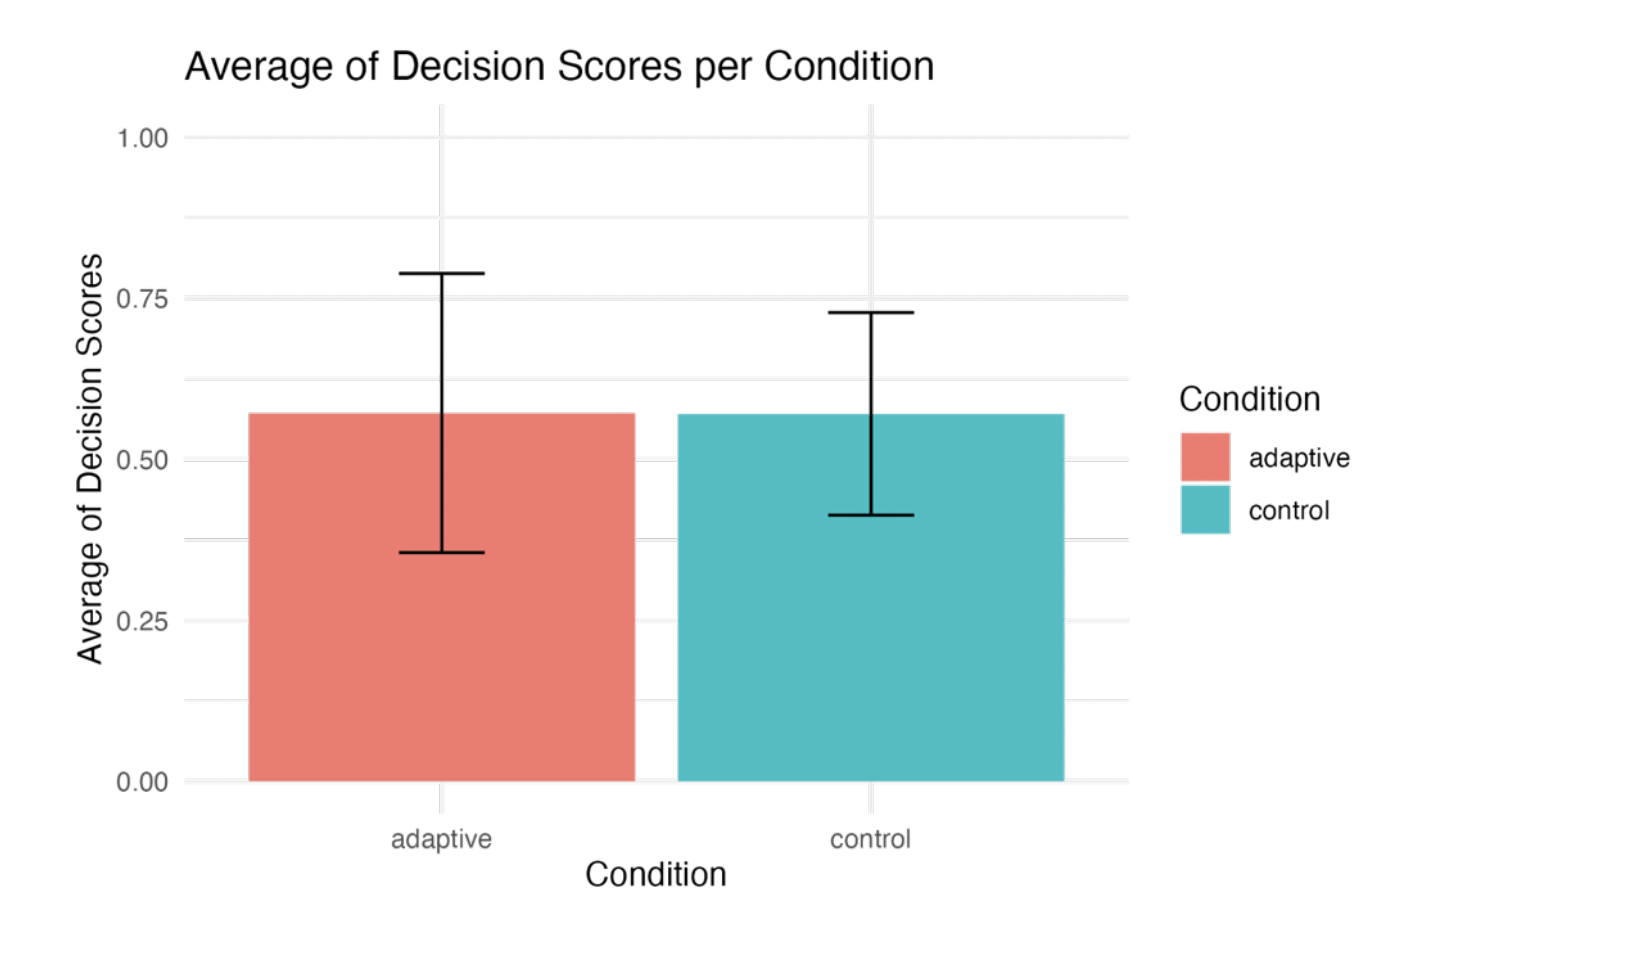 Average of Decision Scores per Condition
Average of Decision Scores
1.00
0.75
0.50
0.25
0.00
adaptive
control
Condition
Condition
adaptive
control